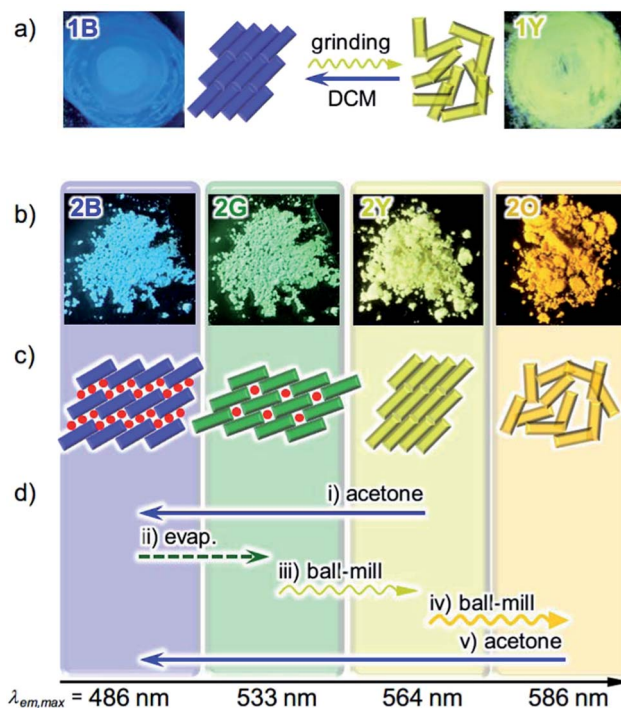 a)
1B
grinding
DCM
1Y
b)
2B
2G
2Y
2O
c)
d)
i) acetone
ii) evap.
iii) ball-mill
iv) ball-mill
v) acetone
λem,max = 486 nm 533 nm 564 nm 586 nm